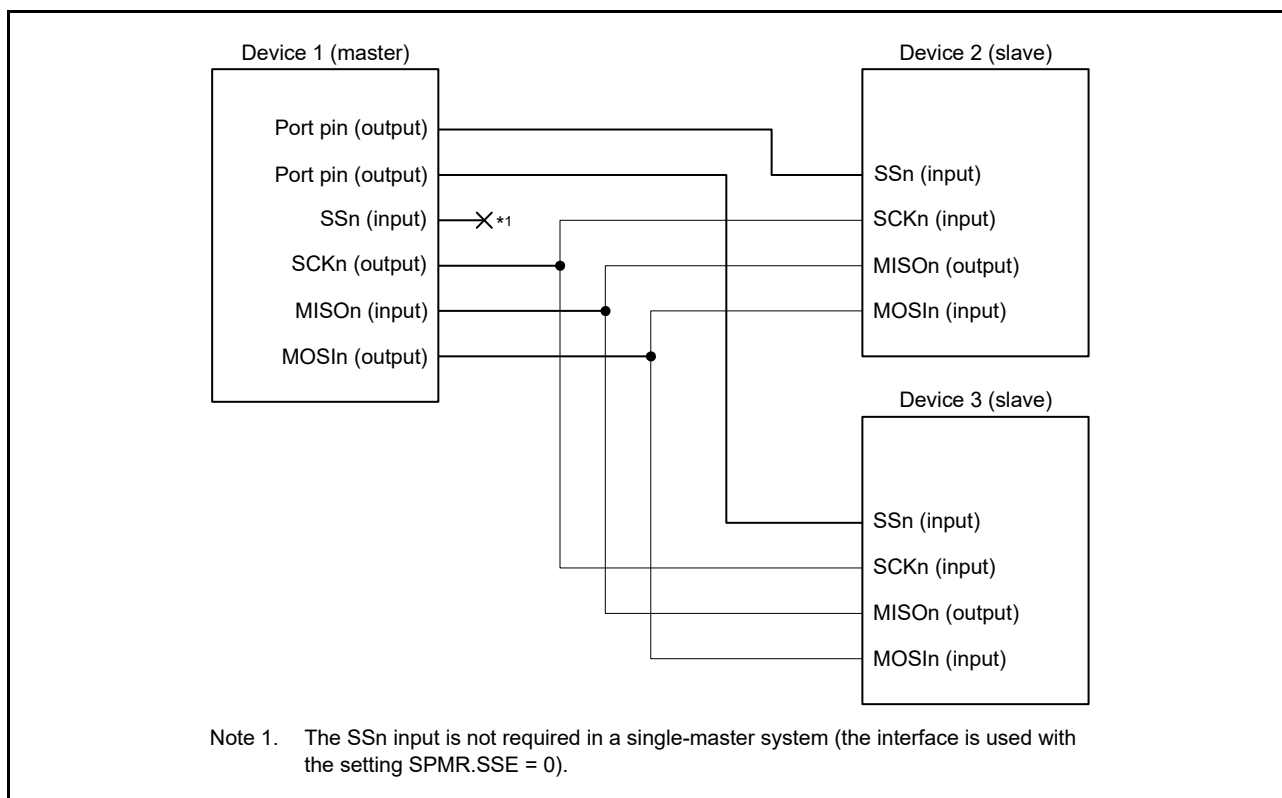 Device 1 (master)
Port pin (output)
Port pin (output)
SSn (input)
*1
SCKn (output)
MISOn (input)
MOSIn (output)
Device 2 (slave)
SSn (input)
SCKn (input)
MISOn (output)
MOSIn (input)
Device 3 (slave)
SSn (input)
SCKn (input)
MISOn (output)
MOSIn (input)
Note 1. The SSn input is not required in a single-master system (the interface is used with
the setting SPMR.SSE = 0).